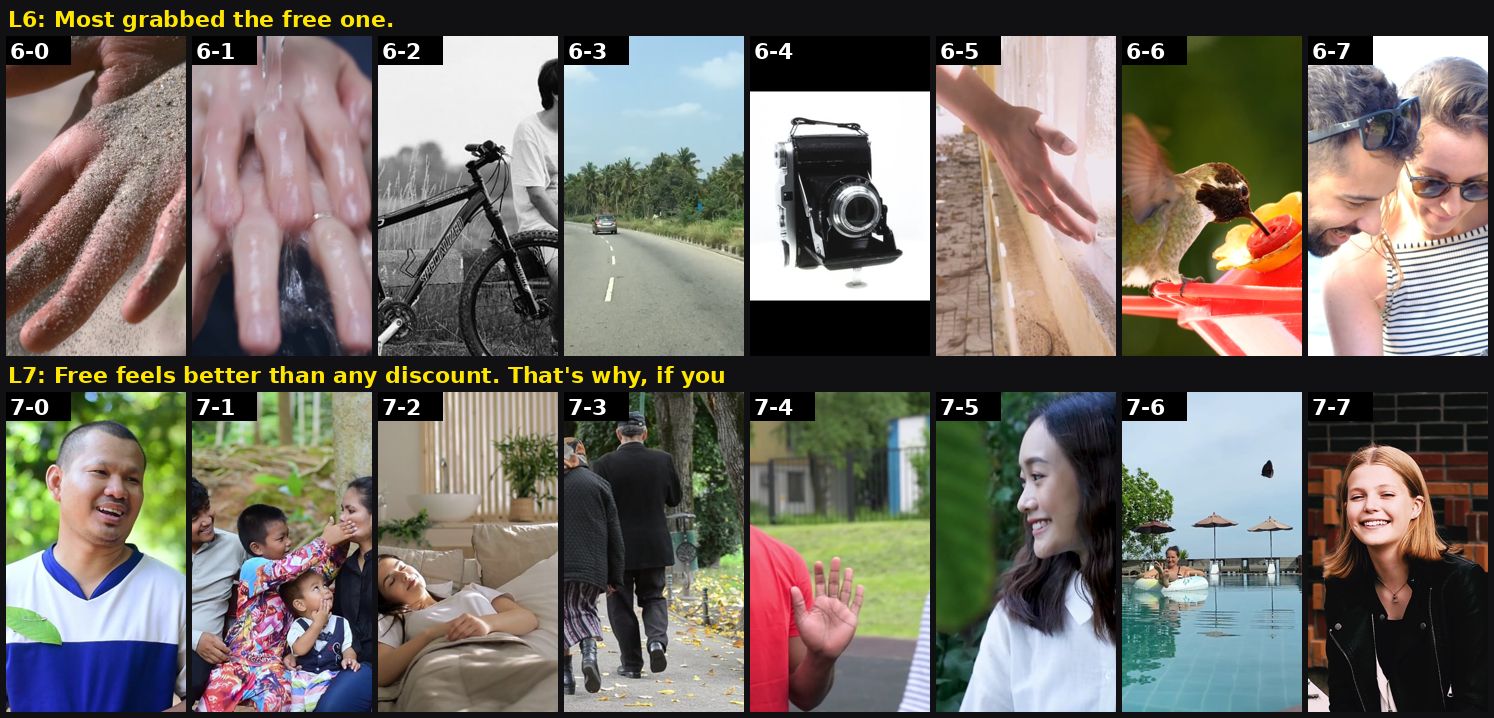 L6: Most grabbed the free one.
6-0 6-1 6-2 6-3 6-4 6-5 6-6 6-7
L7: Free feels better than any discount. That's why, if you
7-0 7-1 7-2 7-3 7-4 7-5 7-6 7-7